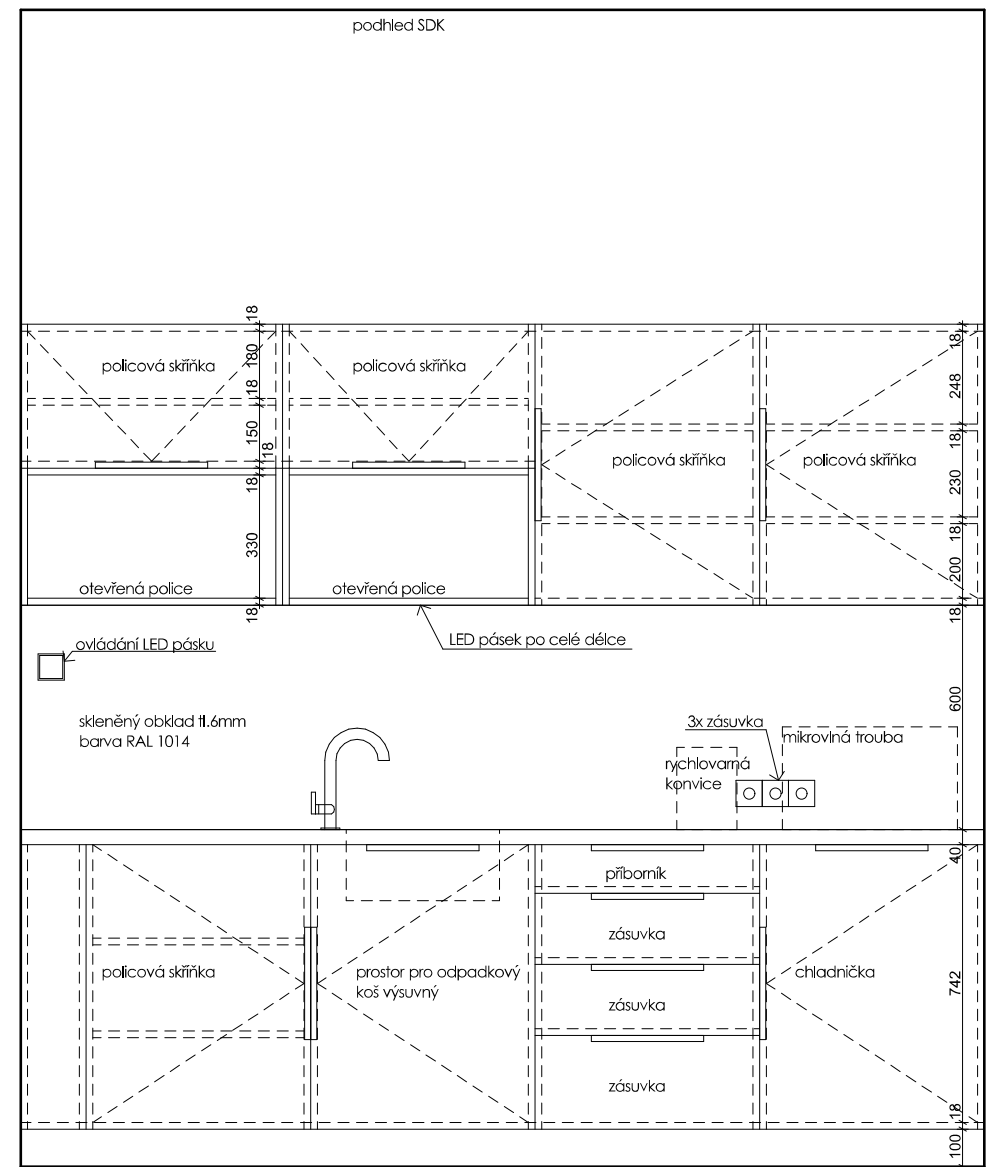 podhled SDK
18
180
18
150
18
18
330
18
policová skříňka
policová skříňka
policová skříňka
policová skříňka
18
248
18
230
18
200
18
otevřená police
otevřená police
ovládání LED pásku
LED pásek po celé délce
skleněný obklad tl.6mm
barva RAL 1014
3x zásuvka
mikrovlná trouba
rychlovarná
konvice
600
40
příborník
zásuvka
policová skříňka
prostor pro odpadkový
koš výsuvný
chladnička
742
zásuvka
zásuvka
18
100